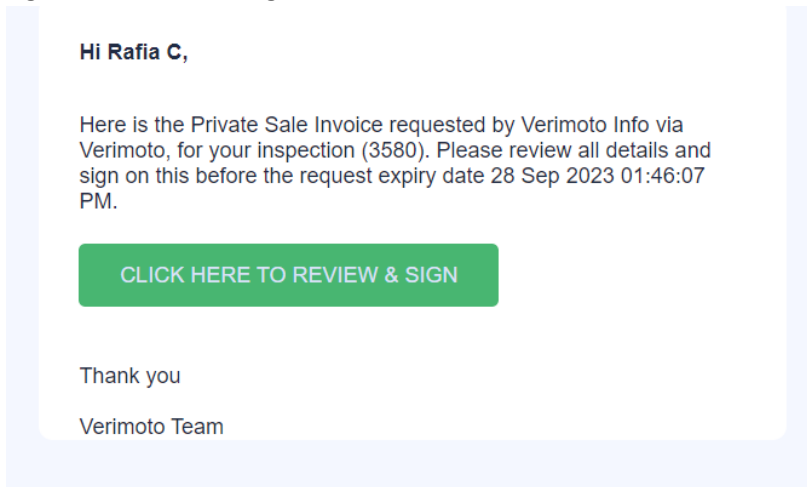 Hi Rafia C,
Here is the Private Sale Invoice requested by Verimoto Info via
Verimoto, for your inspection (3580). Please review all details and
sign on this before the request expiry date 28 Sep 2023 01:46:07
PM.
CLICK HERE TO REVIEW & SIGN
Thank you
Verimoto Team